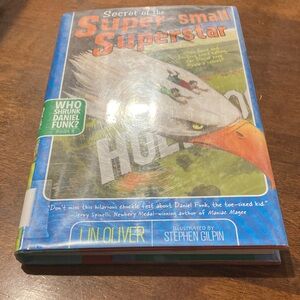 Secret of the
Super-small
Superstar
WHO
SHRUNK
DANIEL
FUNK?
HOL
"Don't miss this hilarious chuckle fest about Daniel Funk, the toe-sized kid."
—Jerry Spinelli, Newbery Medal-winning author of Maniac Magee
LIN OLIVER
ILLUSTRATED BY
STEPHEN GILPIN